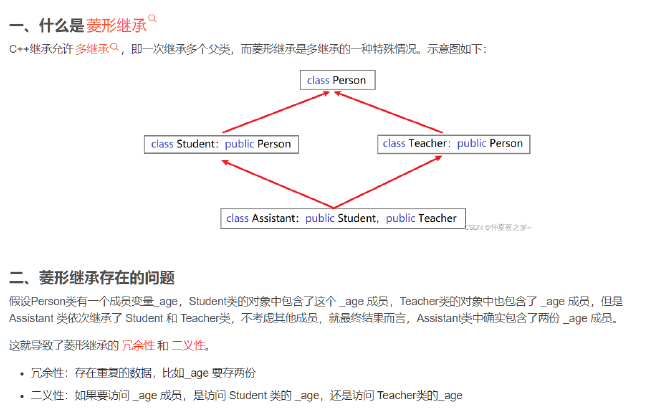 一、什么是菱形继承
C++继承允许 多继承，即一次继承多个父类，而菱形继承是多继承的一种特殊情况。示意图如下：
class Person
class Student：public Person
class Teacher：public Person
class Assistant：public Student，public Teacher
CSDN @仲夏夜之梦~
二、菱形继承存在的问题
假设Person类有一个成员变量_age，Student类的对象中包含了这个 _age 成员，Teacher类的对象中也包含了 _age 成员，但是
Assistant 类依次继承了 Student 和 Teacher类，不考虑其他成员，就最终结果而言，Assistant类中确实包含了两份 _age 成员。
这就导致了菱形继承的 冗余性 和 二义性。
• 冗余性：存在重复的数据，比如_age 要存两份
• 二义性：如果要访问 _age 成员，是访问 Student 类的 _age，还是访问 Teacher类的_age